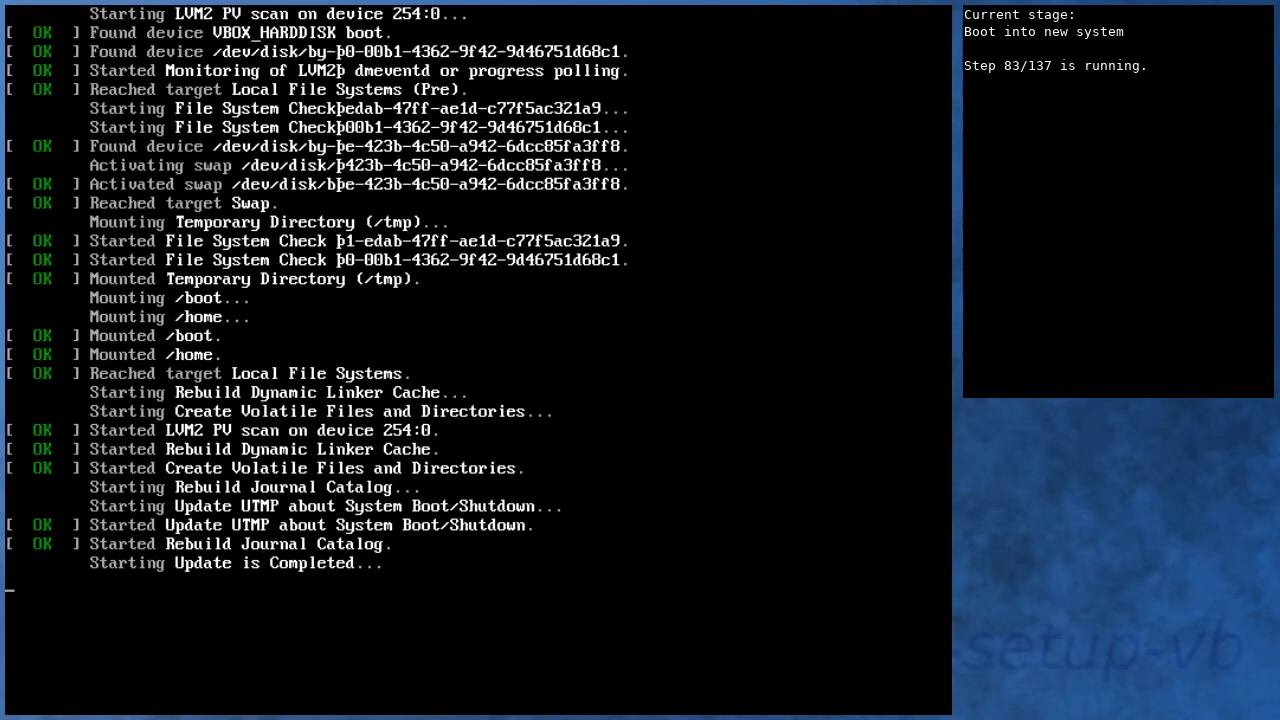 Starting LVM2 PV scan on device 254:0...
[  OK  ] Found device VBOX_HARDDISK boot.
[  OK  ] Found device /dev/disk/by-þ0-00b1-4362-9f42-9d46751d68c1.
[  OK  ] Started Monitoring of LVM2þ dmeventd or progress polling.
[  OK  ] Reached target Local File Systems (Pre).
Starting File System Checkþedab-47ff-ae1d-c77f5ac321a9...
Starting File System Checkþ00b1-4362-9f42-9d46751d68c1...
[  OK  ] Found device /dev/disk/by-þe-423b-4c50-a942-6dcc85fa3ff8.
Activating swap /dev/disk/þ423b-4c50-a942-6dcc85fa3ff8...
[  OK  ] Activated swap /dev/disk/bþe-423b-4c50-a942-6dcc85fa3ff8.
[  OK  ] Reached target Swap.
Mounting Temporary Directory (/tmp)...
[  OK  ] Started File System Check þ1-edab-47ff-ae1d-c77f5ac321a9.
[  OK  ] Started File System Check þ0-00b1-4362-9f42-9d46751d68c1.
[  OK  ] Mounted Temporary Directory (/tmp).
Mounting /boot...
Mounting /home...
[  OK  ] Mounted /boot.
[  OK  ] Mounted /home.
[  OK  ] Reached target Local File Systems.
Starting Rebuild Dynamic Linker Cache...
Starting Create Volatile Files and Directories...
[  OK  ] Started LVM2 PV scan on device 254:0.
[  OK  ] Started Rebuild Dynamic Linker Cache.
[  OK  ] Started Create Volatile Files and Directories.
Starting Rebuild Journal Catalog...
Starting Update UTMP about System Boot/Shutdown...
[  OK  ] Started Update UTMP about System Boot/Shutdown.
[  OK  ] Started Rebuild Journal Catalog.
Starting Update is Completed...
Current stage:
Boot into new system
Step 83/137 is running.
setup-vb